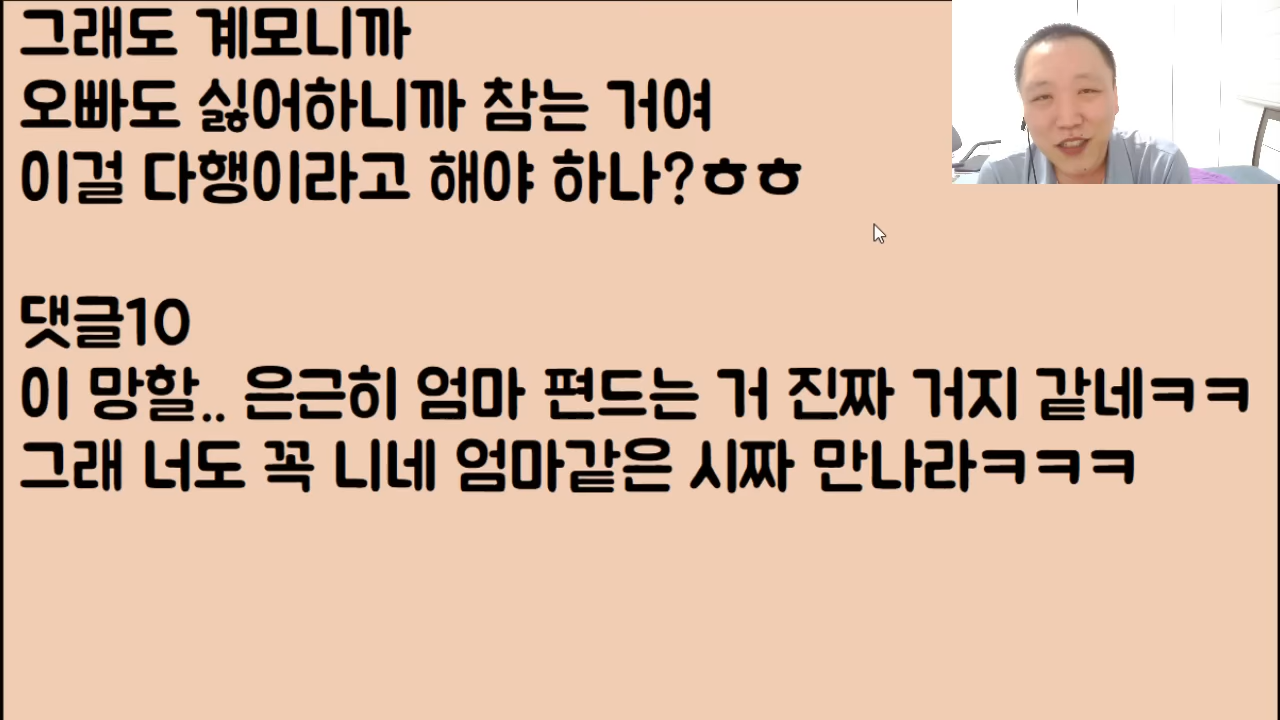 그래도 계모니까
오빠도 싫어하니까 참는 거여
이걸 다행이라고 해야 하나?ㅎㅎ
댓글10
이 망할.. 은근히 엄마 편드는 거 진짜 거지 같네ㅋㅋ
그래 너도 꼭 니네 엄마같은 시짜 만나라ㅋㅋㅋ